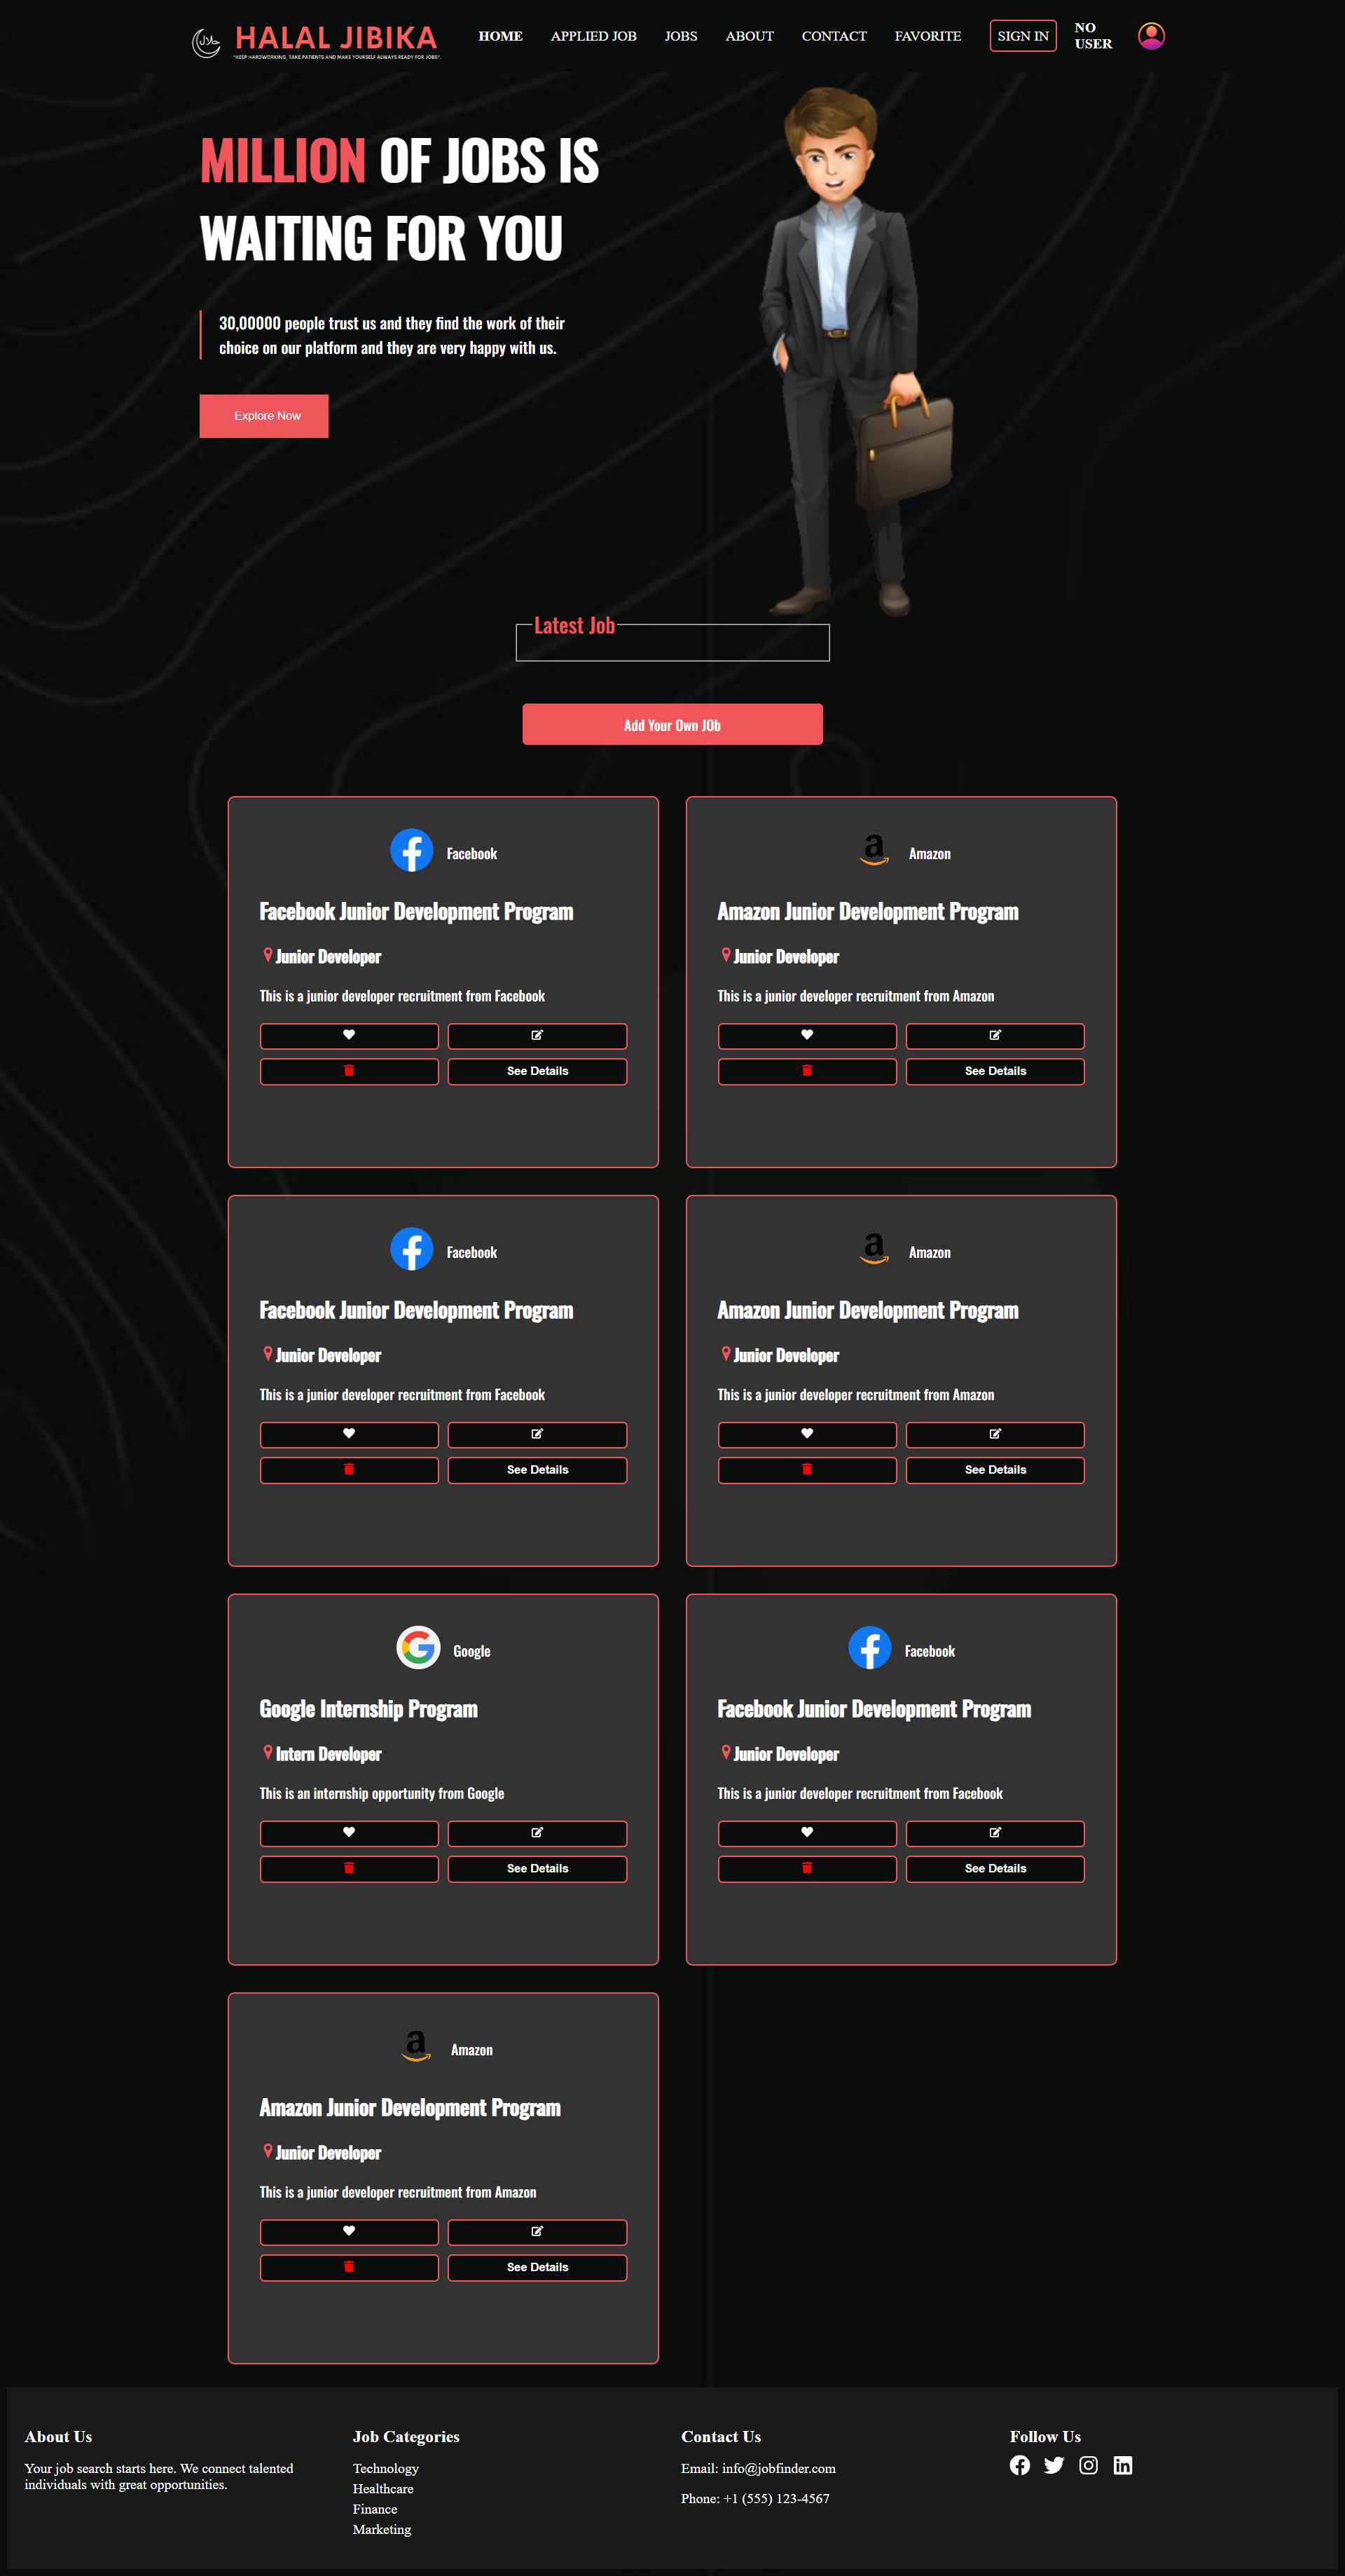 حلال
HALAL JIBIKA
"KEEP HARDWORKING, TAKE PATIENTS AND MAKE YOURSELF ALWAYS READY FOR JOBS".
HOME
APPLIED JOB
JOBS
ABOUT
CONTACT
FAVORITE
SIGN IN
NO
USER
MILLION OF JOBS IS
WAITING FOR YOU
30,00000 people trust us and they find the work of their
choice on our platform and they are very happy with us.
Explore Now
Latest Job
Add Your Own JOb
Facebook
Facebook Junior Development Program
Junior Developer
This is a junior developer recruitment from Facebook
See Details
a
Amazon
Amazon Junior Development Program
Junior Developer
This is a junior developer recruitment from Amazon
See Details
Facebook
Facebook Junior Development Program
Junior Developer
This is a junior developer recruitment from Facebook
See Details
a
Amazon
Amazon Junior Development Program
Junior Developer
This is a junior developer recruitment from Amazon
See Details
Google
Google Internship Program
Intern Developer
This is an internship opportunity from Google
See Details
Facebook
Facebook Junior Development Program
Junior Developer
This is a junior developer recruitment from Facebook
See Details
a
Amazon
Amazon Junior Development Program
Junior Developer
This is a junior developer recruitment from Amazon
See Details
About Us
Your job search starts here. We connect talented
individuals with great opportunities.
Job Categories
Technology
Healthcare
Finance
Marketing
Contact Us
Email: info@jobfinder.com
Phone: +1 (555) 123-4567
Follow Us